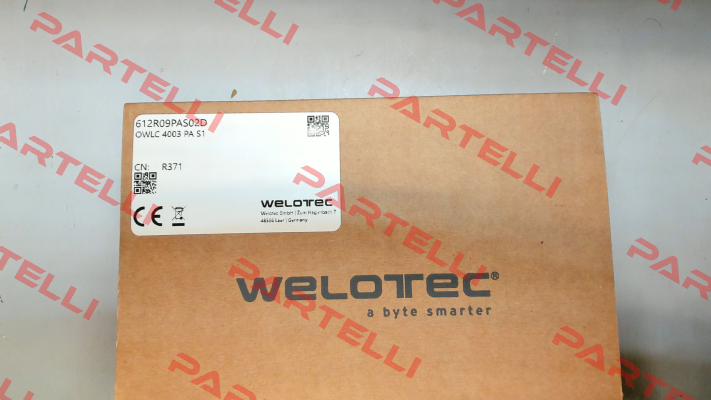 612R09PAS02D
OWLC 4003 PA S1
CN: R371
CE
WELOTEC
Welotec GmbH | Zum Hagenbach 7
48366 Laer | Germany
WELOTEC®
a byte smarter
PARTELLI
PARTELLI
PARTELLI
PARTELLI
PARTELLI
PARTELLI
PARTELLI
PARTELLI
PARTELLI